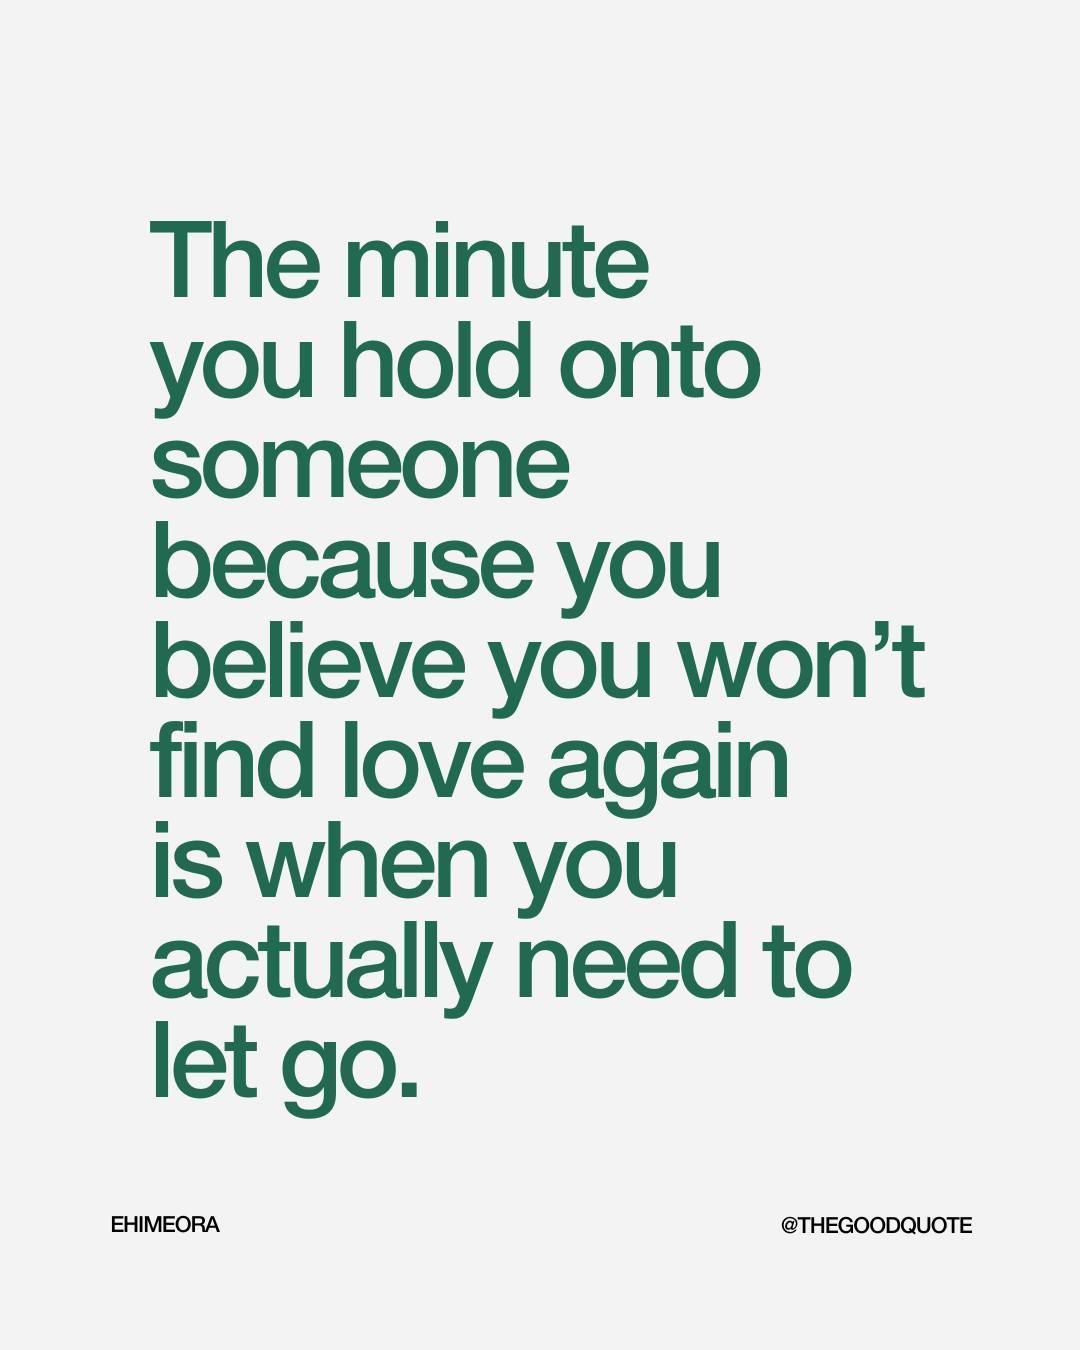 The minute
you hold onto
someone
because you
believe you won’t
find love again
is when you
actually need to
let go.
EHIMEORA
@THEGOODQUOTE